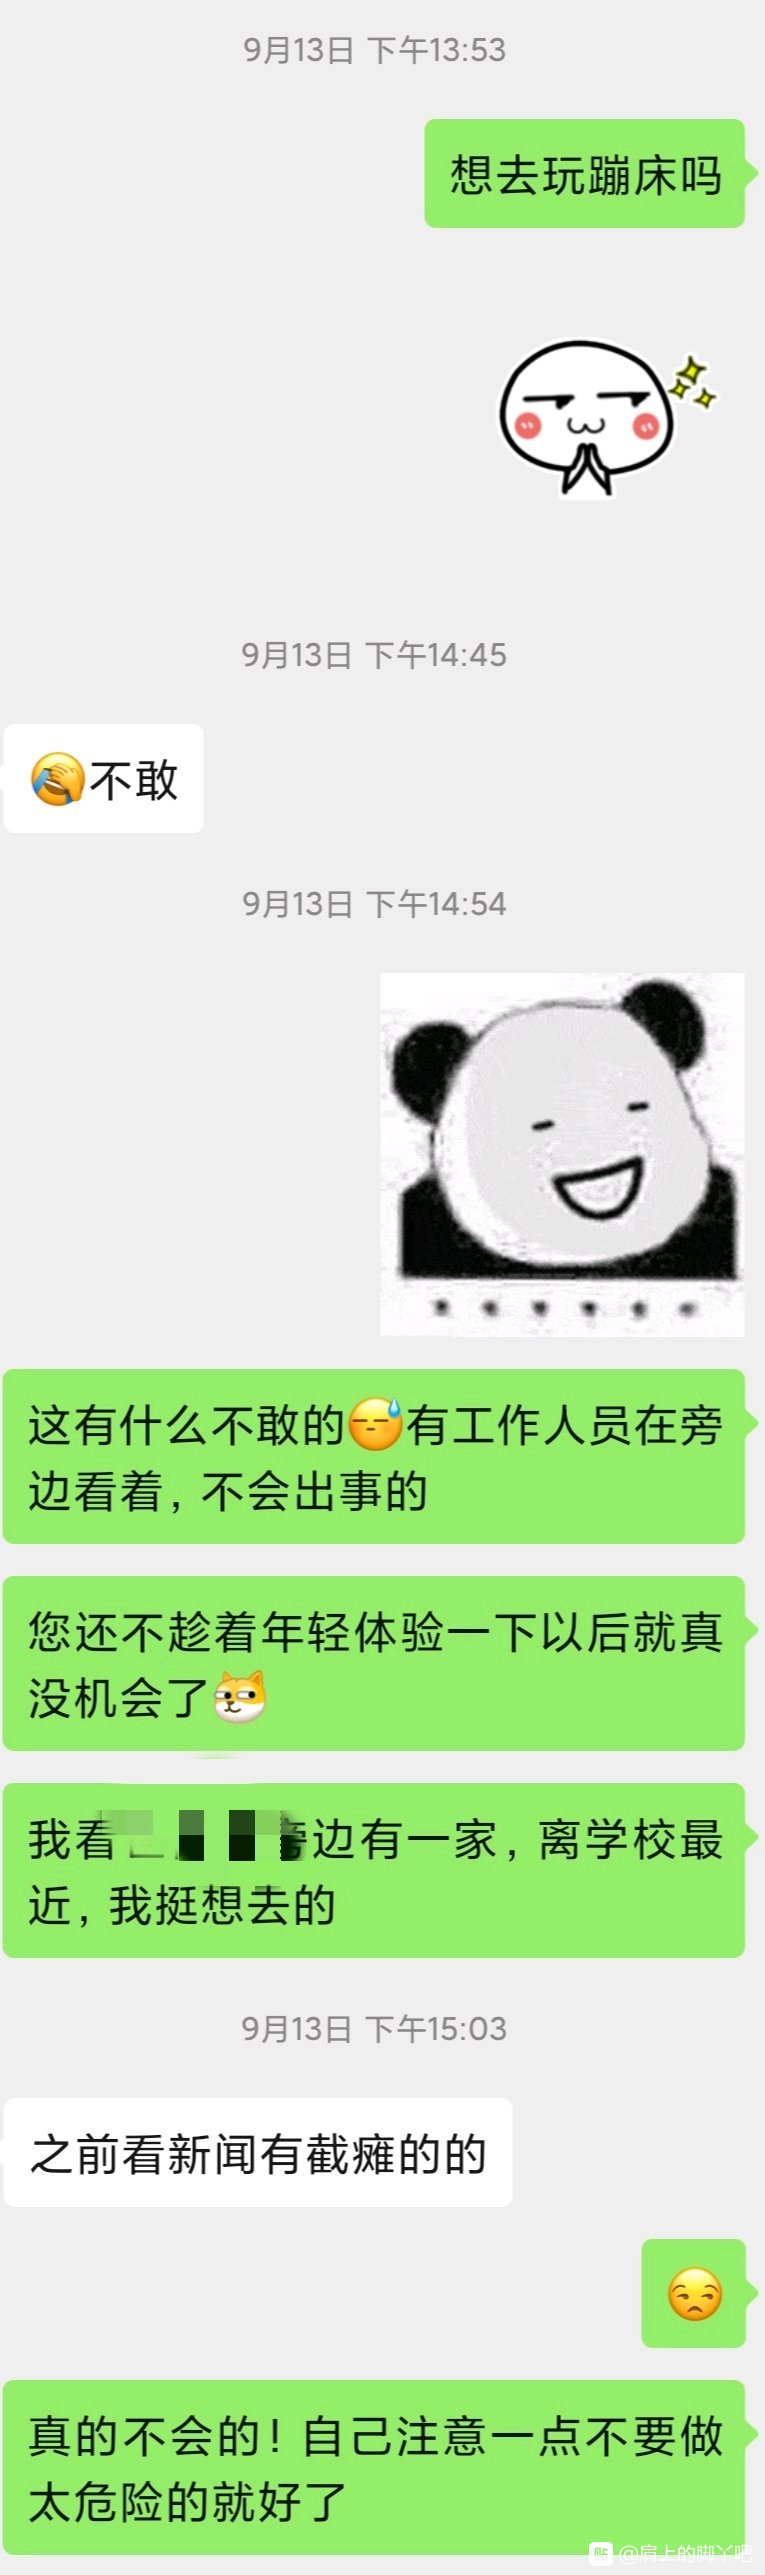 9月13日 下午13:53
想去玩蹦床吗
9月13日 下午14:45
不敢
9月13日 下午14:54
这有什么不敢的😓有工作人员在旁
边看着,不会出事的
您还不趁着年轻体验一下以后就真
没机会了
我看 旁边有一家,离学校最
近,我挺想去的
9月13日 下午15:03
之前看新闻有截瘫的的
真的不会的!自己注意一点不要做
太危险的就好了
贴 @肩上的脚丫吧